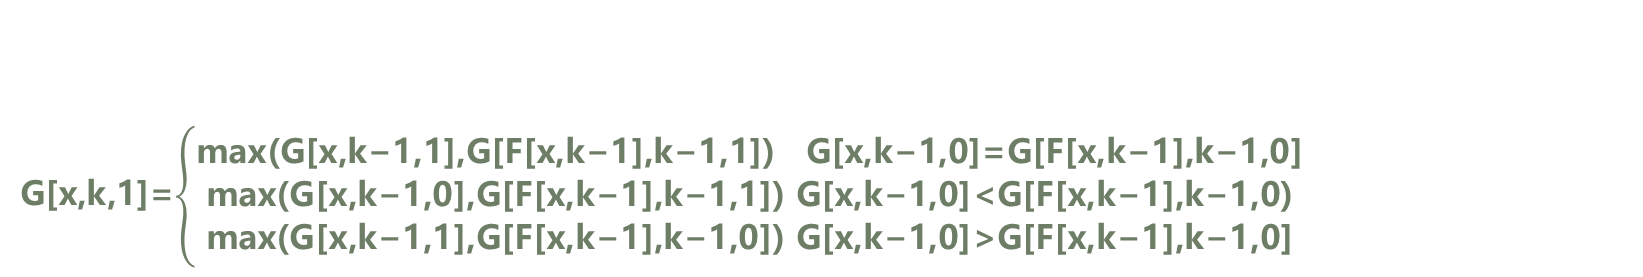 max(G[x,k−1,1],G[F[x,k−1],k−1,1]) G[x,k−1,0]=G[F[x,k−1],k−1,0]
G[x,k,1]={ max(G[x,k−1,0],G[F[x,k−1],k−1,1]) G[x,k−1,0]<G[F[x,k−1],k−1,0)
max(G[x,k−1,1],G[F[x,k−1],k−1,0]) G[x,k−1,0]>G[F[x,k−1],k−1,0]